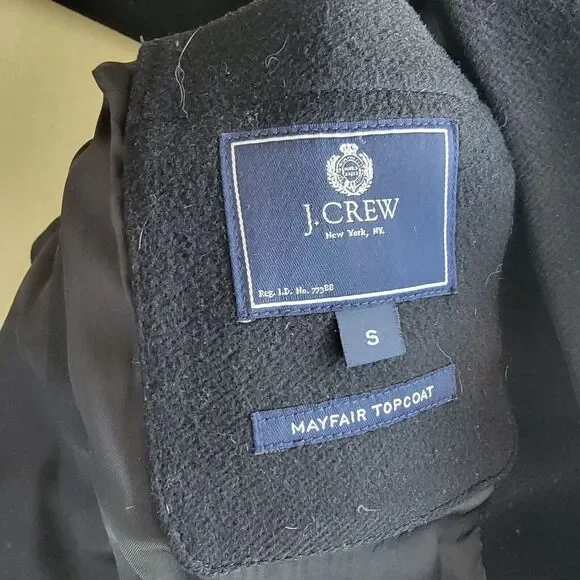 J.CREW
New York, NY.
Reg. I.D. No. 77388
S
MAYFAIR TOPCOAT